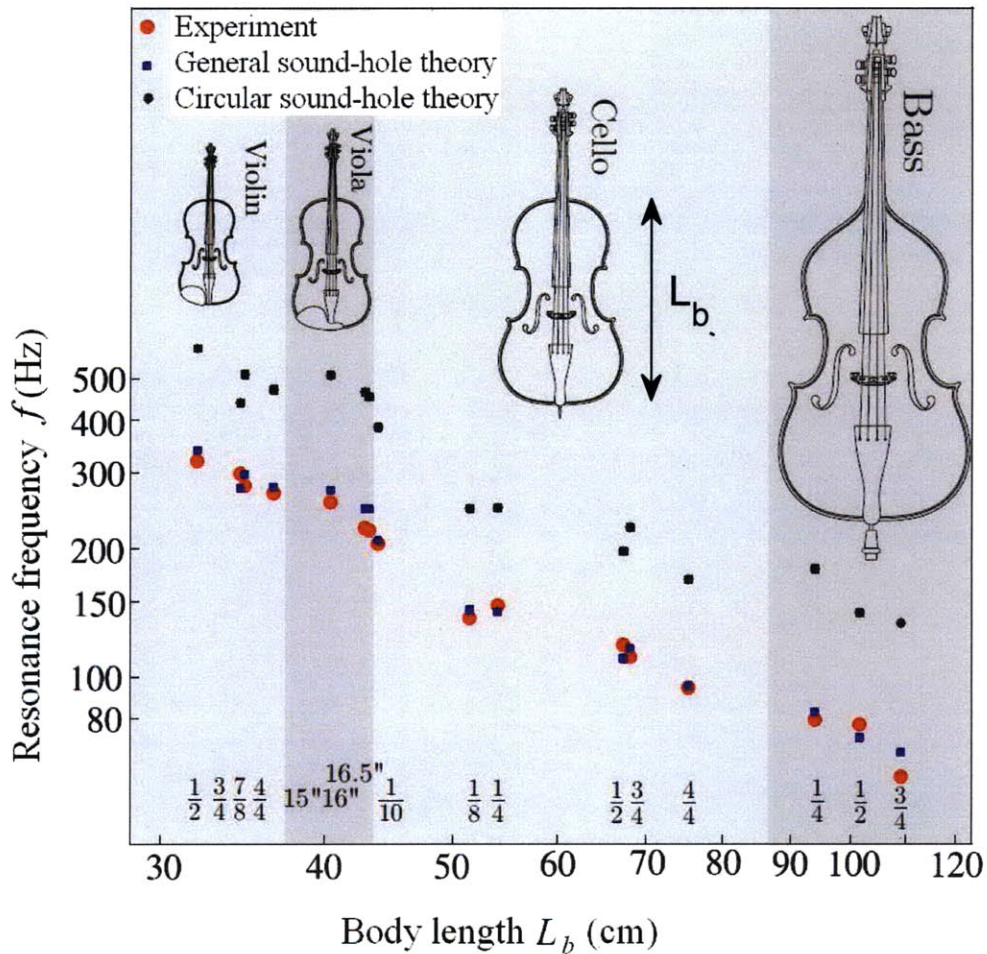 Experiment
General sound-hole theory
Circular sound-hole theory
Violin
Viola
Cello
Bass
L_b
Resonance frequency f (Hz)
500
400
300
200
150
100
80
16.5"
1/2 3/4 7/8 4/4 15" 16" 1/10 1/8 1/4 1/2 3/4 4/4 1/4 1/2 3/4
30 40 50 60 70 80 90 100 120
Body length L_b (cm)